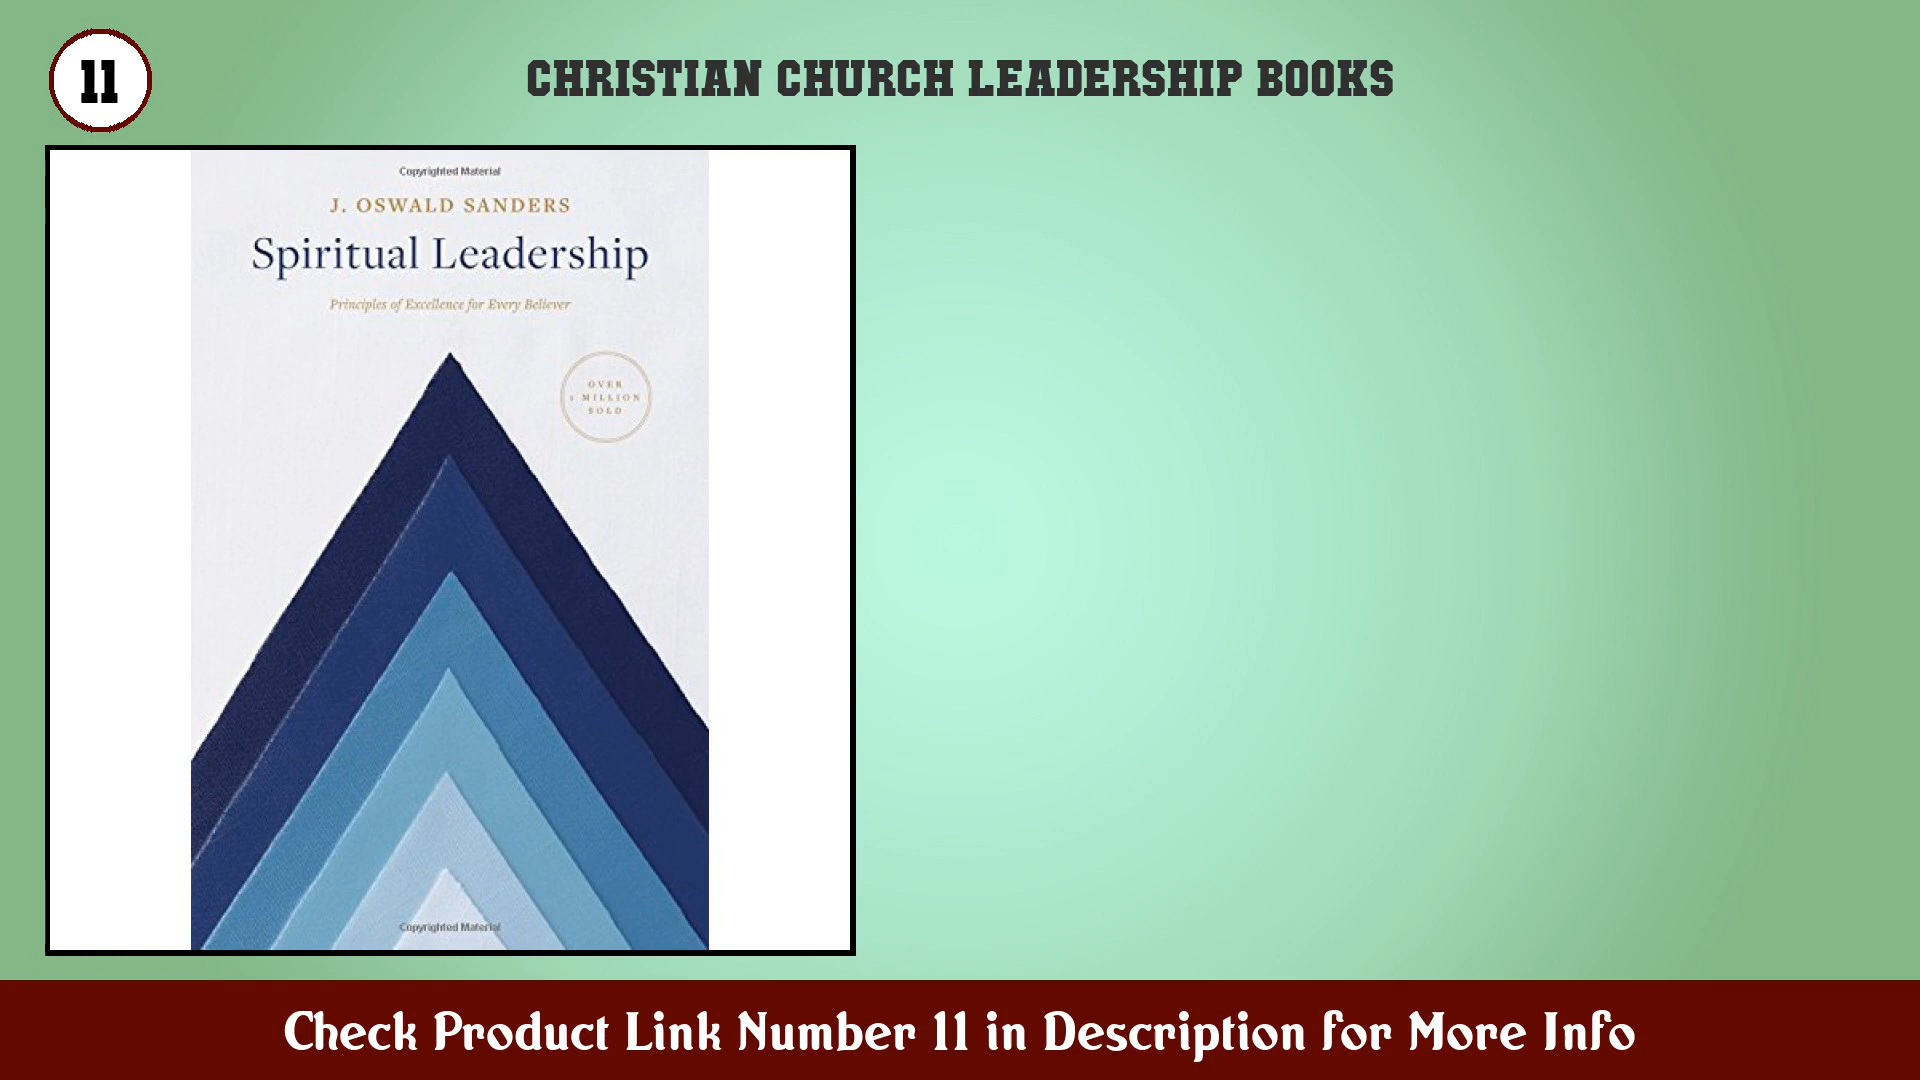 11
CHRISTIAN CHURCH LEADERSHIP BOOKS
Copyrighted Material
J. OSWALD SANDERS
Spiritual Leadership
Principles of Excellence for Every Believer
OVER
1 MILLION
SOLD
Copyrighted Material
Check Product Link Number 11 in Description for More Info